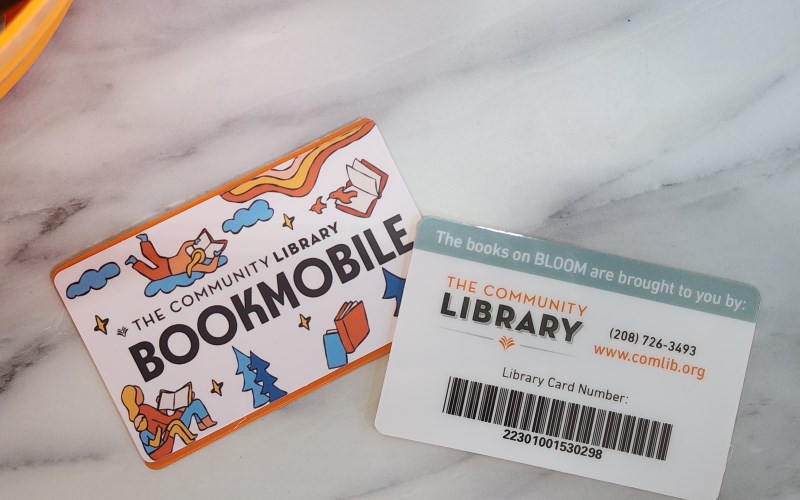 THE COMMUNITY LIBRARY
BOOKMOBILE
The books on BLOOM are brought to you by:
THE COMMUNITY
LIBRARY
(208) 726-3493
www.comlib.org
Library Card Number:
22301001530298